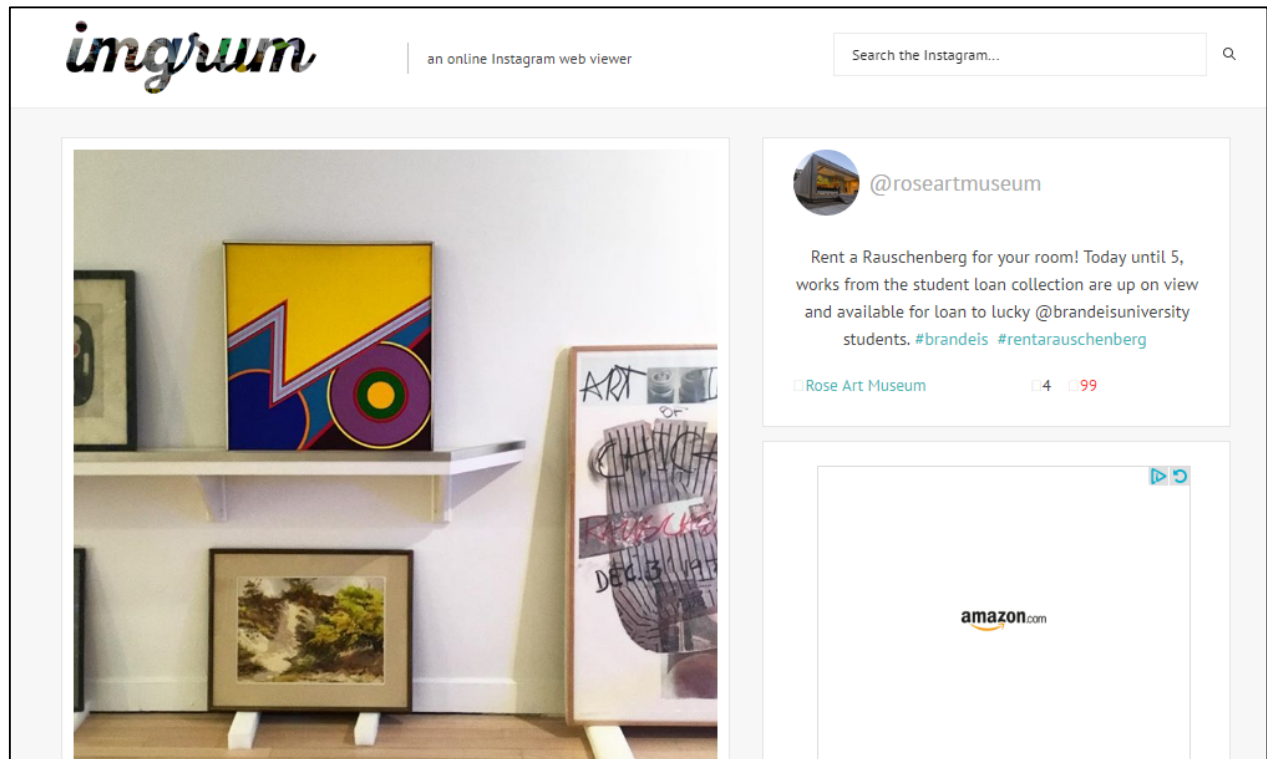 imgrum
an online Instagram web viewer
Search the Instagram...
@roseartmuseum
Rent a Rauschenberg for your room! Today until 5,
works from the student loan collection are up on view
and available for loan to lucky @brandeisuniversity
students. #brandeis #rentarauschenberg
Rose Art Museum 4 99
amazon.com
ART
OF
DEC. 3